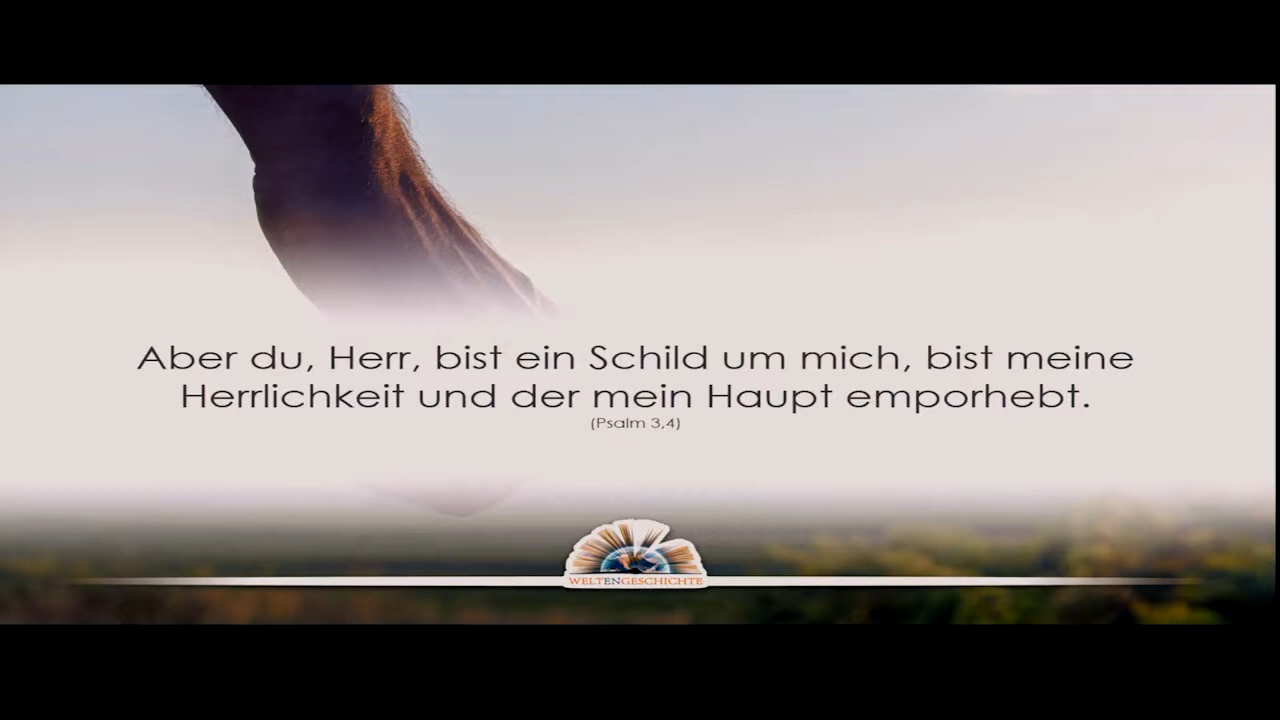 Aber du, Herr, bist ein Schild um mich, bist meine
Herrlichkeit und der mein Haupt emporhebt.
(Psalm 3,4)
WELTENGESCHICHTE